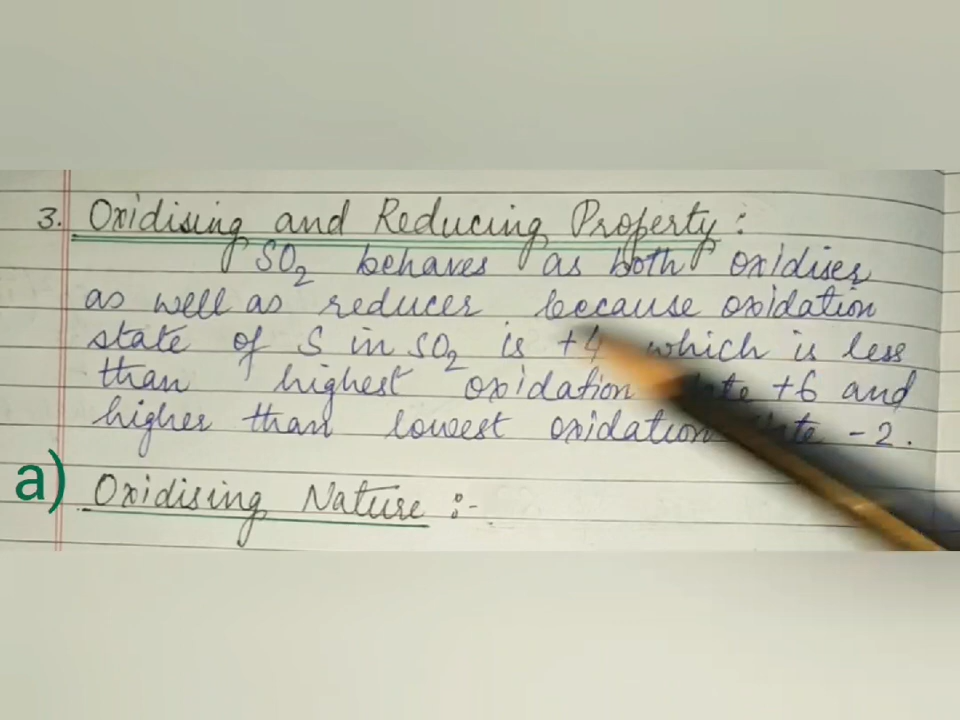 3. Oxidising and Reducing Property :
SO₂ behaves as both oxidiser
as well as reducer because oxidation
state of S in SO₂ is +4 which is less
than highest oxidation +6 and
higher than lowest oxidation -2.
a) Oxidising Nature :-